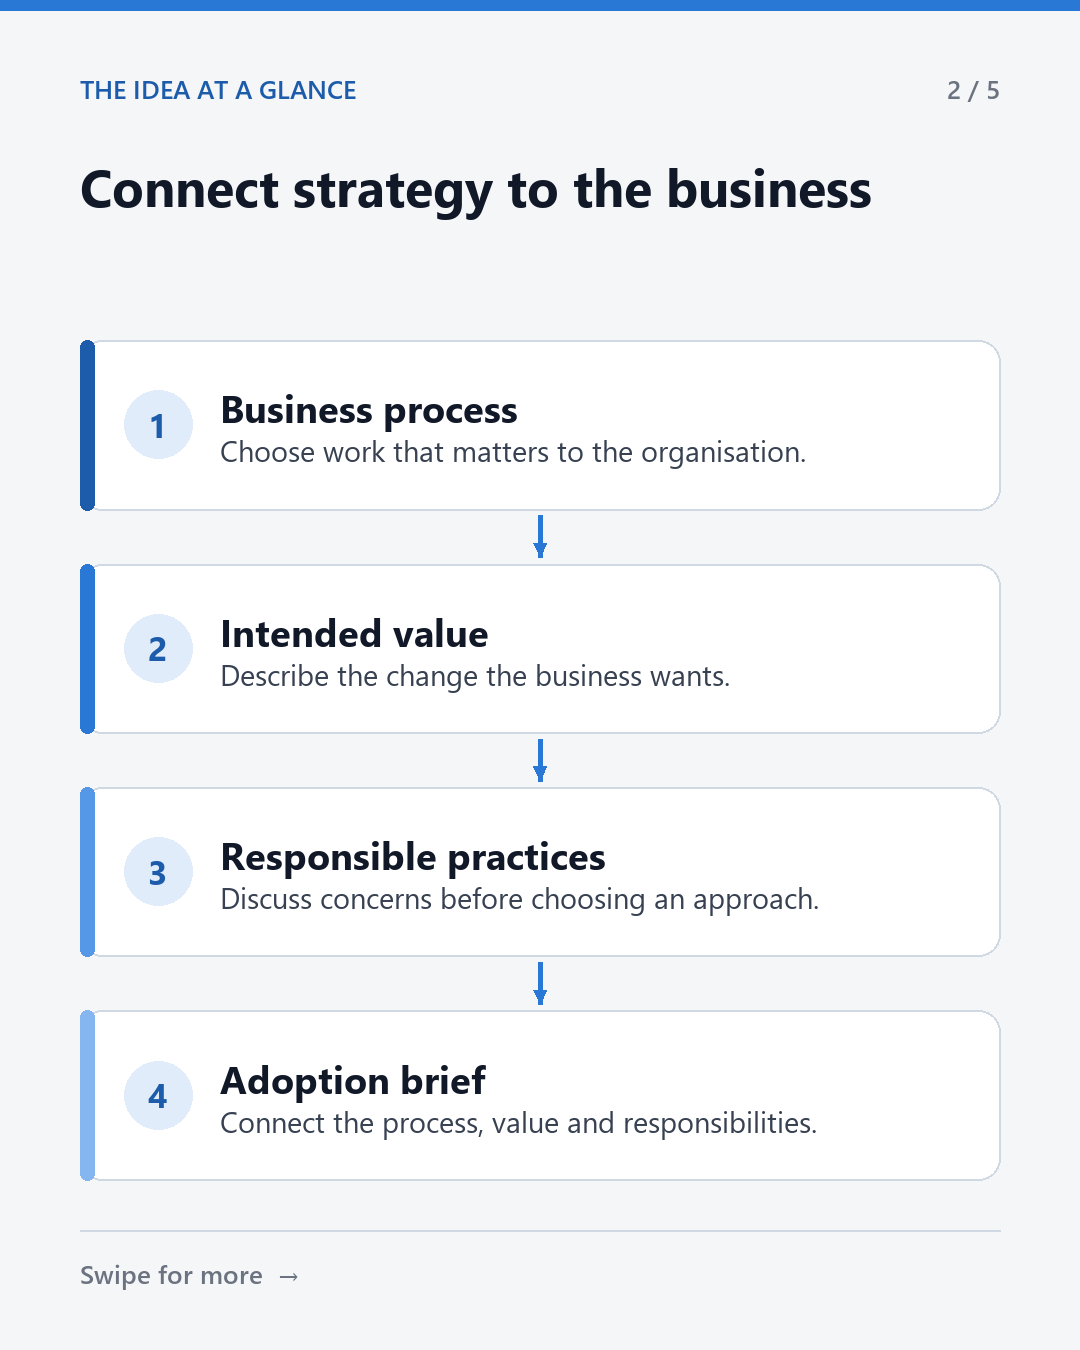 THE IDEA AT A GLANCE
2 / 5
Connect strategy to the business
1
Business process
Choose work that matters to the organisation.
2
Intended value
Describe the change the business wants.
3
Responsible practices
Discuss concerns before choosing an approach.
4
Adoption brief
Connect the process, value and responsibilities.
Swipe for more →